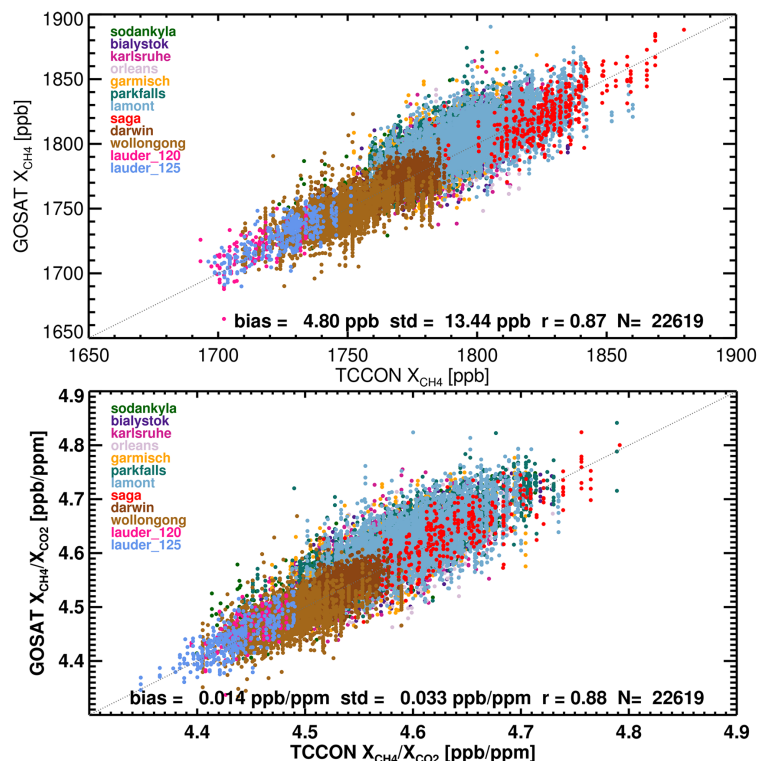 1900
1850
1800
1750
1700
1650
GOSAT XCH4 [ppb]
sodankyla
bialystok
karlsruhe
orleans
garmisch
parkfalls
lamont
saga
darwin
wollongong
lauder_120
lauder_125
bias = 4.80 ppb std = 13.44 ppb r = 0.87 N= 22619
1650 1700 1750 1800 1850 1900
TCCON XCH4 [ppb]
4.9
4.8
4.7
4.6
4.5
4.4
GOSAT XCH4/XCO2 [ppb/ppm]
sodankyla
bialystok
karlsruhe
orleans
garmisch
parkfalls
lamont
saga
darwin
wollongong
lauder_120
lauder_125
bias = 0.014 ppb/ppm std = 0.033 ppb/ppm r = 0.88 N= 22619
4.4 4.5 4.6 4.7 4.8 4.9
TCCON XCH4/XCO2 [ppb/ppm]